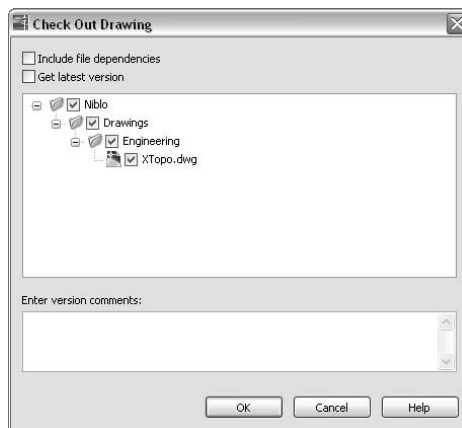 Check Out Drawing
Include file dependencies
Get latest version
Niblo
Drawings
Engineering
XTopo.dwg
Enter version comments:
OK Cancel Help